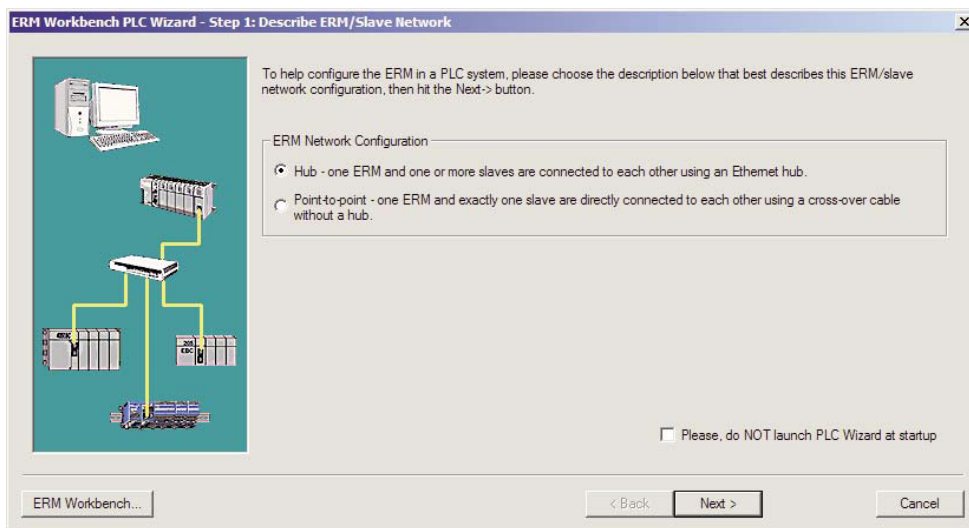 ERM Workbench PLC Wizard - Step 1: Describe ERM/Slave Network
To help configure the ERM in a PLC system, please choose the description below that best describes this ERM/slave
network configuration, then hit the Next-> button.
ERM Network Configuration
Hub - one ERM and one or more slaves are connected to each other using an Ethernet hub.
Point-to-point - one ERM and exactly one slave are directly connected to each other using a cross-over cable
without a hub.
205
EBC
Please, do NOT launch PLC Wizard at startup
ERM Workbench...
< Back
Next >
Cancel